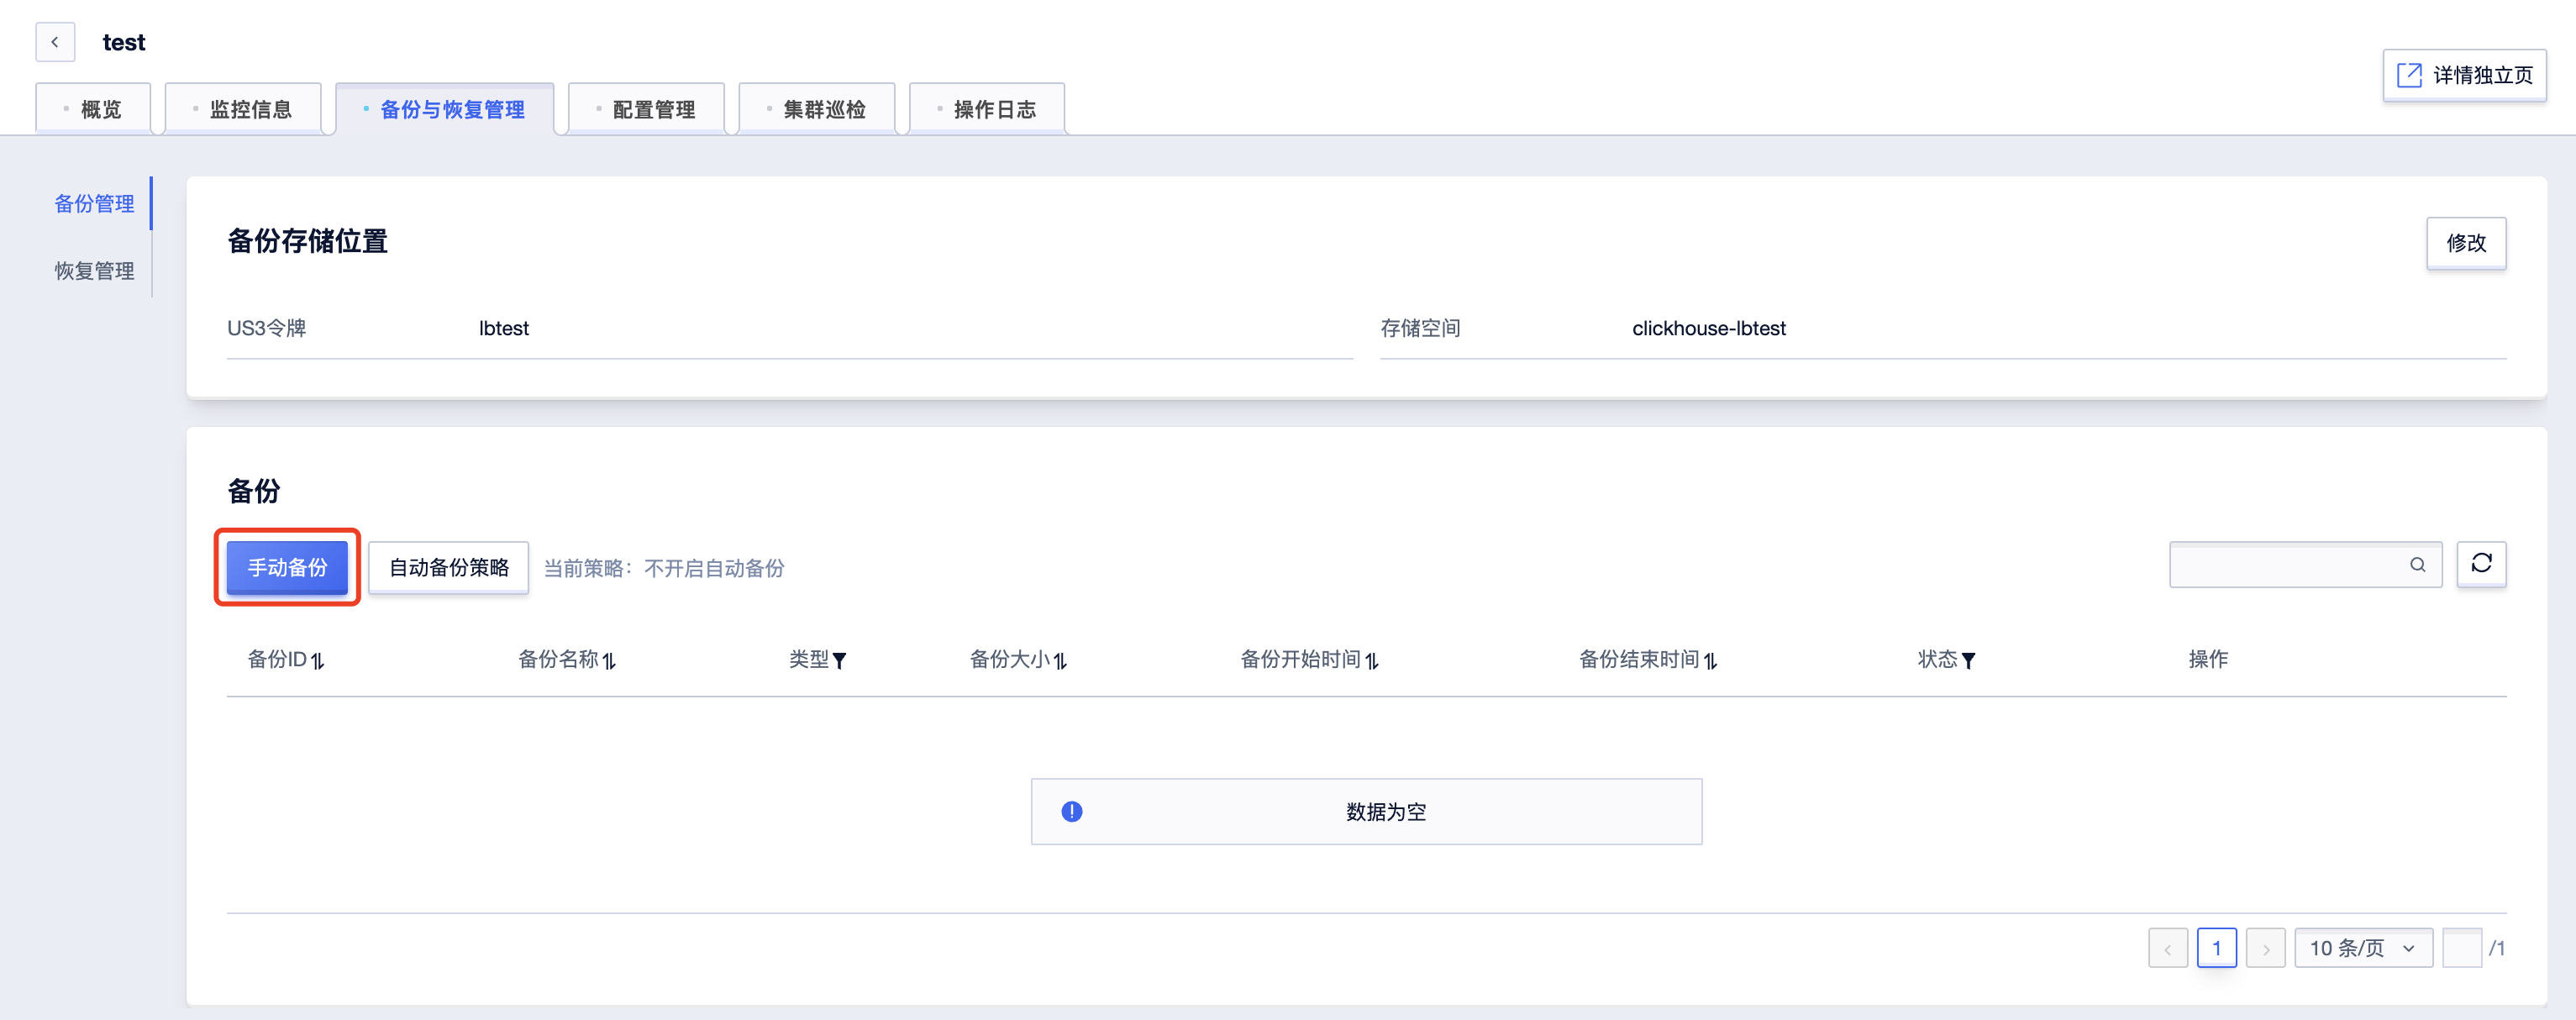 test
详情独立页
概览
监控信息
备份与恢复管理
配置管理
集群巡检
操作日志
备份管理
恢复管理
备份存储位置
修改
US3令牌 lbtest
存储空间 clickhouse-lbtest
备份
手动备份
自动备份策略
当前策略：不开启自动备份
备份ID 备份名称 类型 备份大小 备份开始时间 备份结束时间 状态 操作
数据为空
1 10 条/页 /1